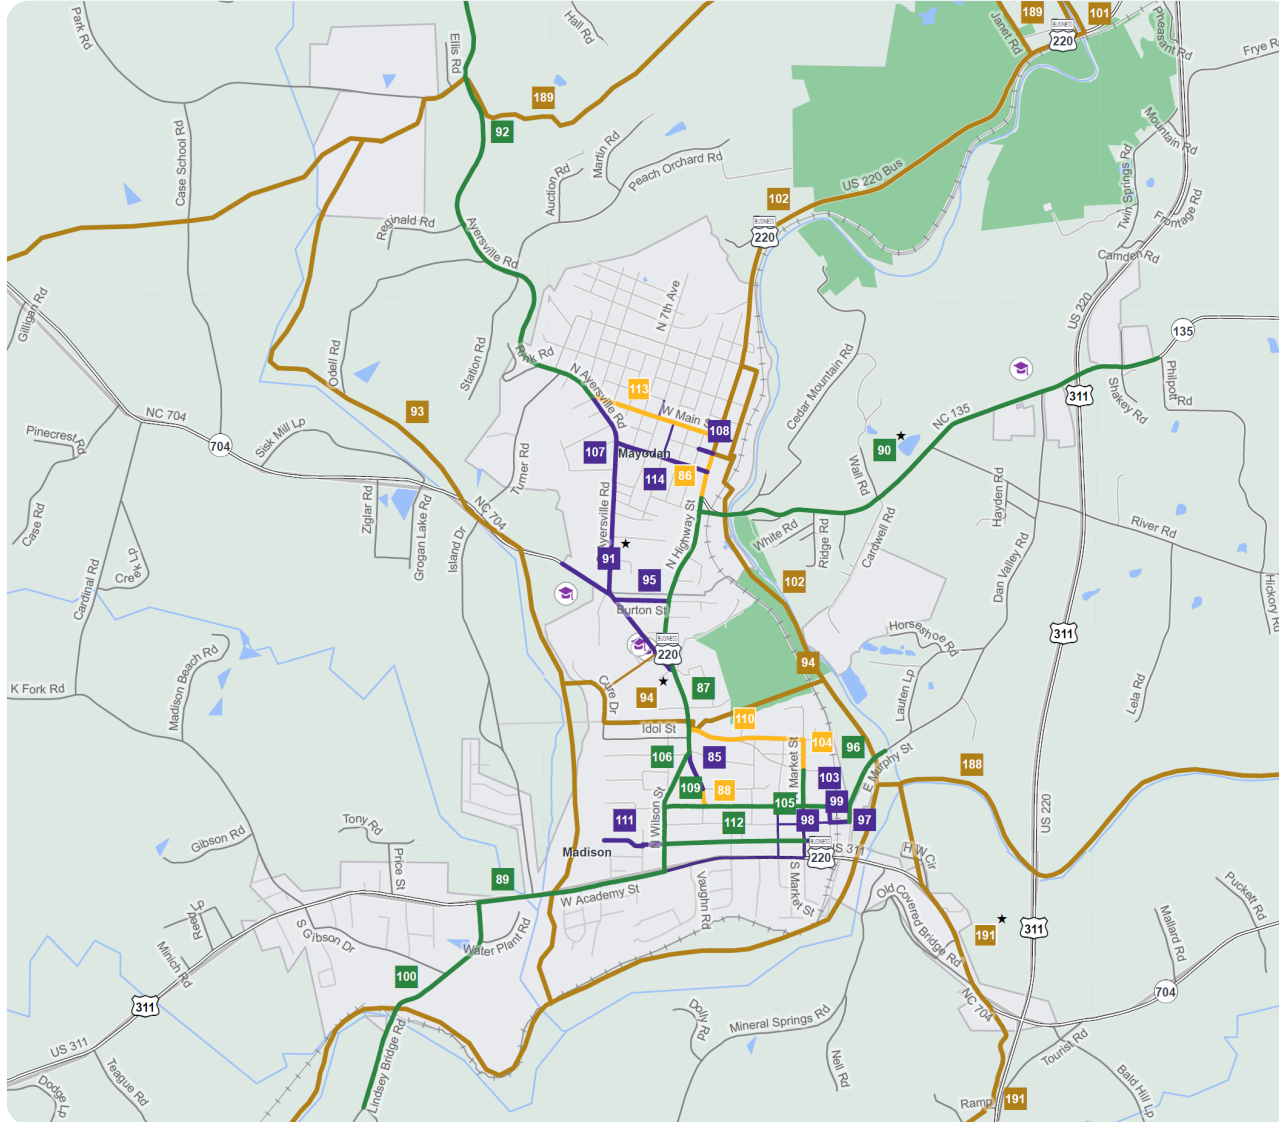 Park Rd
Hall Rd
Janet Rd
189
BUSINESS
220
101
Pheasant Rd
Ellis Rd
189
92
Case School Rd
Martin Rd
Peach Orchard Rd
Auction Rd
US 220 Bus
102
BUSINESS
220
Mountain Rd
Twin Springs Rd
Frontage Rd
Camden Rd
Reginald Rd
Ayersville Rd
N 7th Ave
US 220
135
Gilligan Rd
Odell Rd
Station Rd
Rink Rd
N Ayersville Rd
113
W Main
108
Cedar Mountain Rd
NC 135
311
Shakey Rd
Philpott Rd
NC 704
704
93
Pinecrest Rd
Sisk Mill Lp
Turner Rd
107
Mayodan
114
86
90
Wall Rd
Case Rd
Ziglar Rd
Grogan Lake Rd
NC 704
Island Dr
Ayersville Rd
N Highway St
White Rd
Ridge Rd
Cardwell Rd
Hayden Rd
Dan Valley Rd
River Rd
Creek Lp
Cardinal Rd
91
95
102
Burton St
Hickory Rd
311
K Fork Rd
Madison Beach Rd
BUSINESS
220
Horseshoe Rd
94
Cure Dr
94
87
Lauten Lp
Lela Rd
Idol St
110
106
85
Market St
104
96
E Murphy St
188
109
88
103
105
99
US 220
111
N Wilson St
112
98
97
Tony Rd
Gibson Rd
Price St
Madison
BUSINESS
220
US 311
H W Cir
89
W Academy St
Vaughn Rd
S Market St
Old Covered Bridge Rd
Puckett Rd
Reed Lp
S Gibson Dr
Water Plant Rd
191
311
Mallard Rd
Minich Rd
100
704
311
NC 704
Dolly Rd
Mineral Springs Rd
US 311
Lindsey Bridge Rd
Nell Rd
Tourist Rd
Teague Rd
Dodge Lp
Bald Hill Lp
Ramp
191